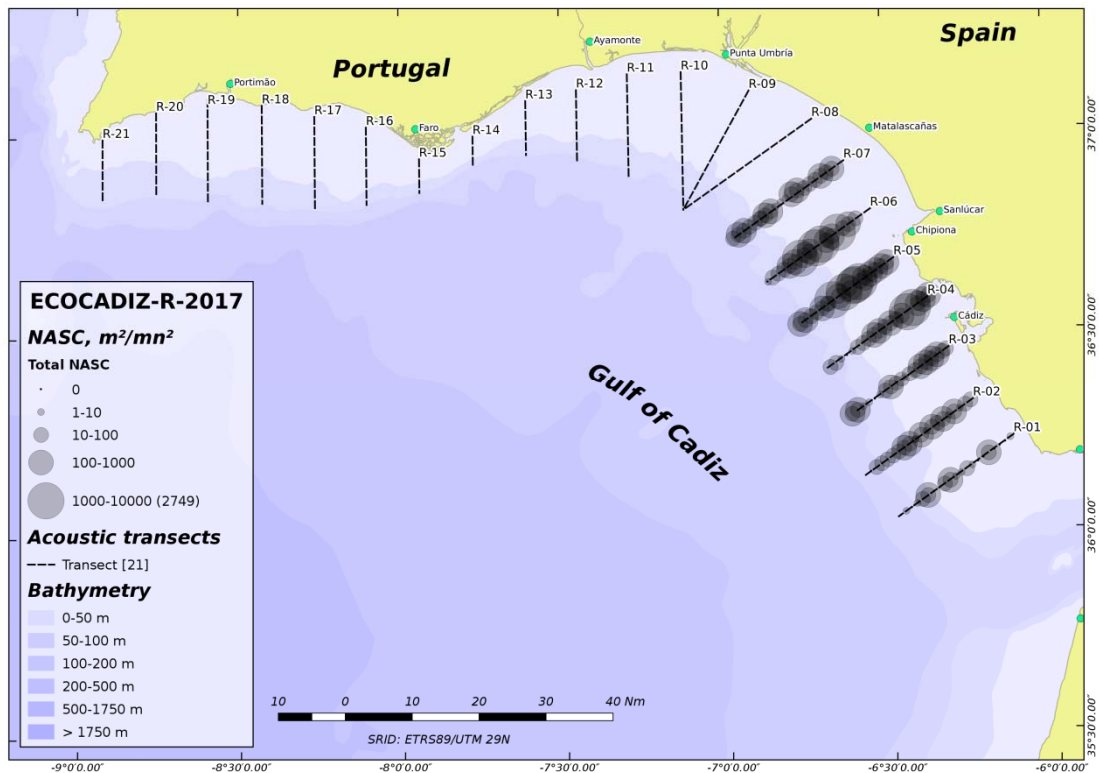 Spain
Portugal
Ayamonte
Punta Umbría
Portimão
Faro
Matalascañas
Sanlúcar
Chipiona
Cádiz
R-21
R-20
R-19
R-18
R-17
R-16
R-15
R-14
R-13
R-12
R-11
R-10
R-09
R-08
R-07
R-06
R-05
R-04
R-03
R-02
R-01
Gulf of Cadiz
ECOCADIZ-R-2017
NASC, m²/mn²
Total NASC
0
1-10
10-100
100-1000
1000-10000 (2749)
Acoustic transects
Transect [21]
Bathymetry
0-50 m
50-100 m
100-200 m
200-500 m
500-1750 m
> 1750 m
10 0 10 20 30 40 Nm
SRID: ETRS89/UTM 29N
37°0'0.00"
36°30'0.00"
36°0'0.00"
35°30'0.00"
-9°0'0.00"
-8°30'0.00"
-8°0'0.00"
-7°30'0.00"
-7°0'0.00"
-6°30'0.00"
-6°0'0.00"